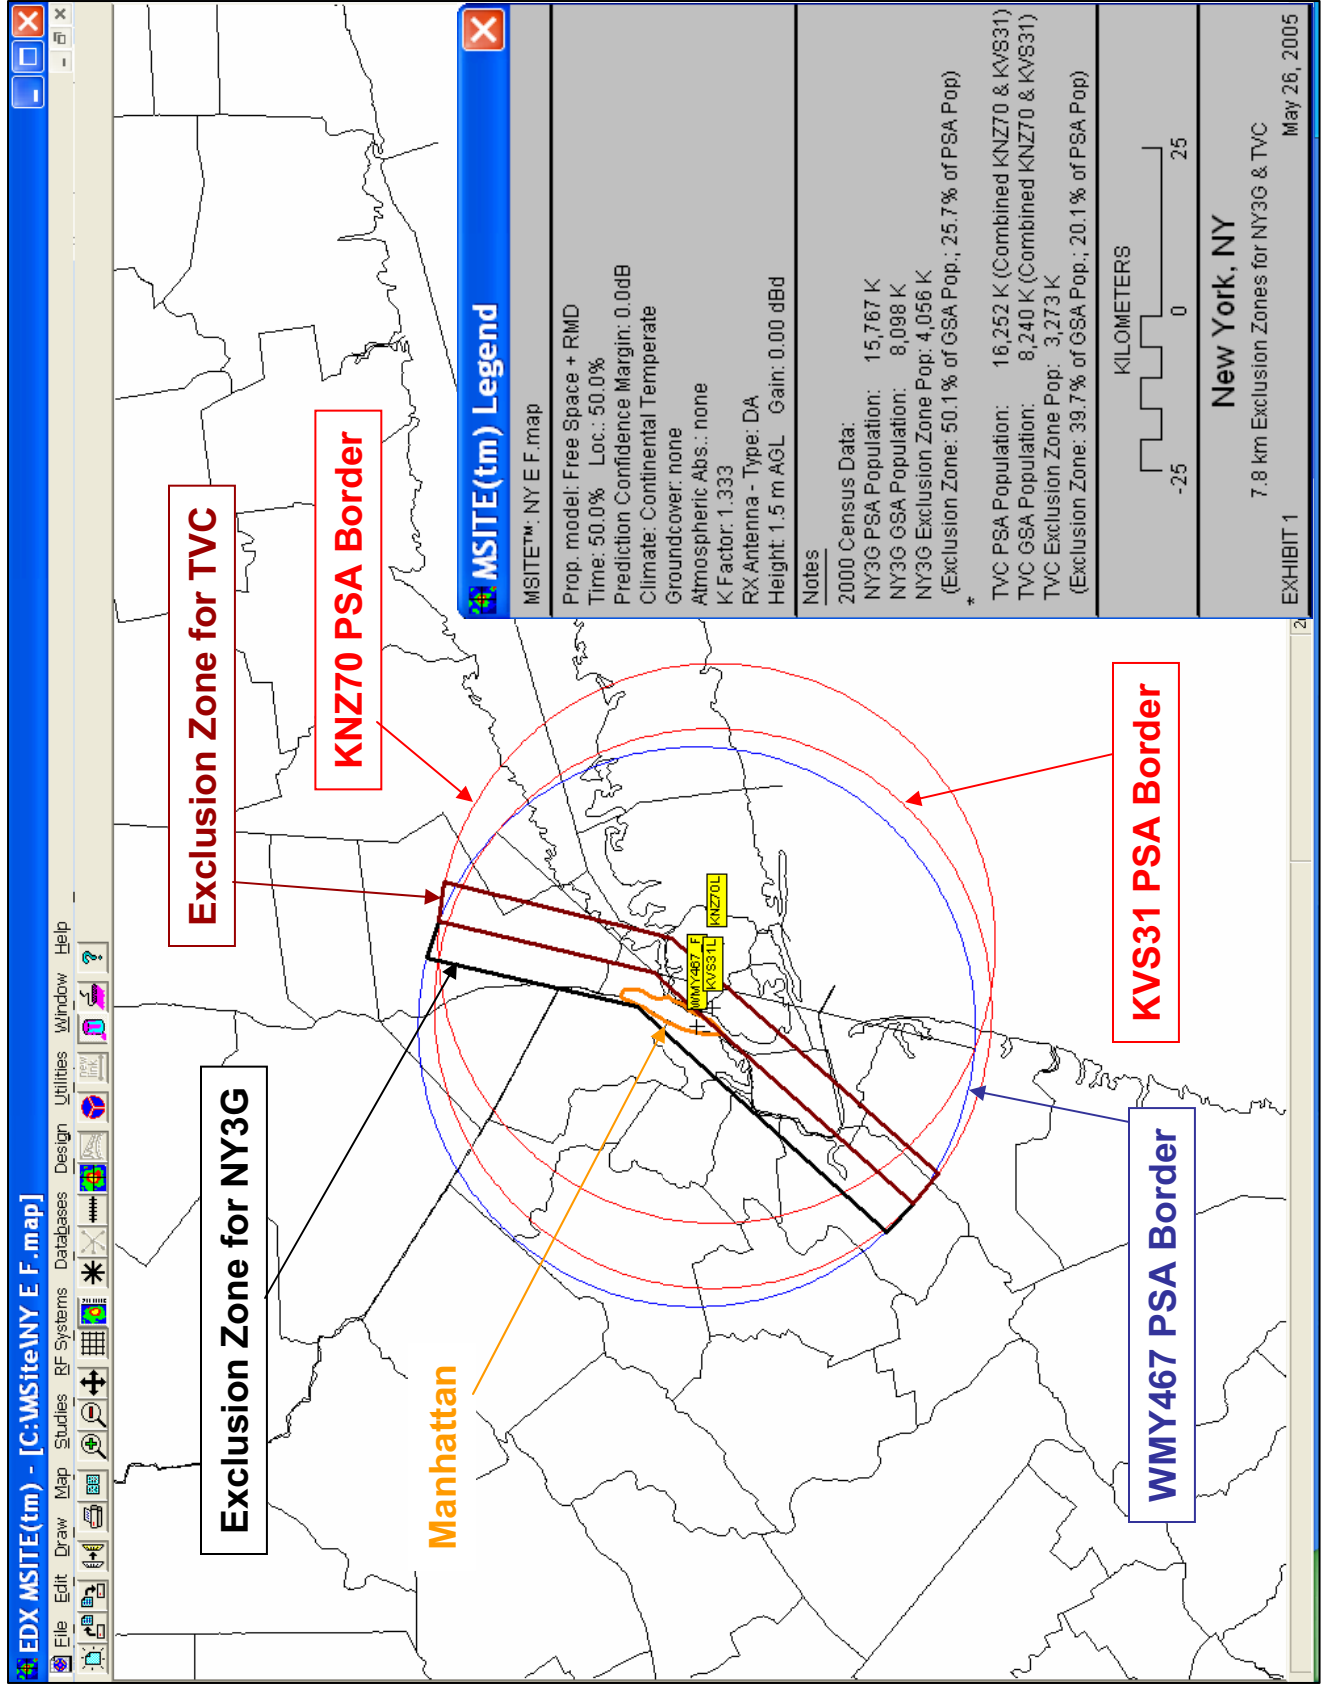 EDX MSITE(tm) - [C:\MSite\NY E F.map]
File Edit Draw Map Studies RF Systems Databases Design Utilities Window Help
new link
Exclusion Zone for TVC
Exclusion Zone for NY3G
KNZ70 PSA Border
Manhattan
WMY467 F
KVS31L
KNZ70L
KVS31 PSA Border
WMY467 PSA Border
MSITE(tm) Legend
MSITE™: NY E F.map
Prop. model: Free Space + RMD
Time: 50.0% Loc.: 50.0%
Prediction Confidence Margin: 0.0dB
Climate: Continental Temperate
Groundcover: none
Atmospheric Abs.: none
K Factor: 1.333
RX Antenna - Type: DA
Height: 1.5 m AGL Gain: 0.00 dBd
Notes
2000 Census Data:
NY3G PSA Population: 15,767 K
NY3G GSA Population: 8,098 K
NY3G Exclusion Zone Pop: 4,056 K
(Exclusion Zone: 50.1% of GSA Pop.; 25.7% of PSA Pop)
*
TVC PSA Population: 16,252 K (Combined KNZ70 & KVS31)
TVC GSA Population: 8,240 K (Combined KNZ70 & KVS31)
TVC Exclusion Zone Pop: 3,273 K
(Exclusion Zone: 39.7% of GSA Pop; 20.1% of PSA Pop)
KILOMETERS
-25 0 25
New York, NY
7.8 km Exclusion Zones for NY3G & TVC
EXHIBIT 1 May 26, 2005